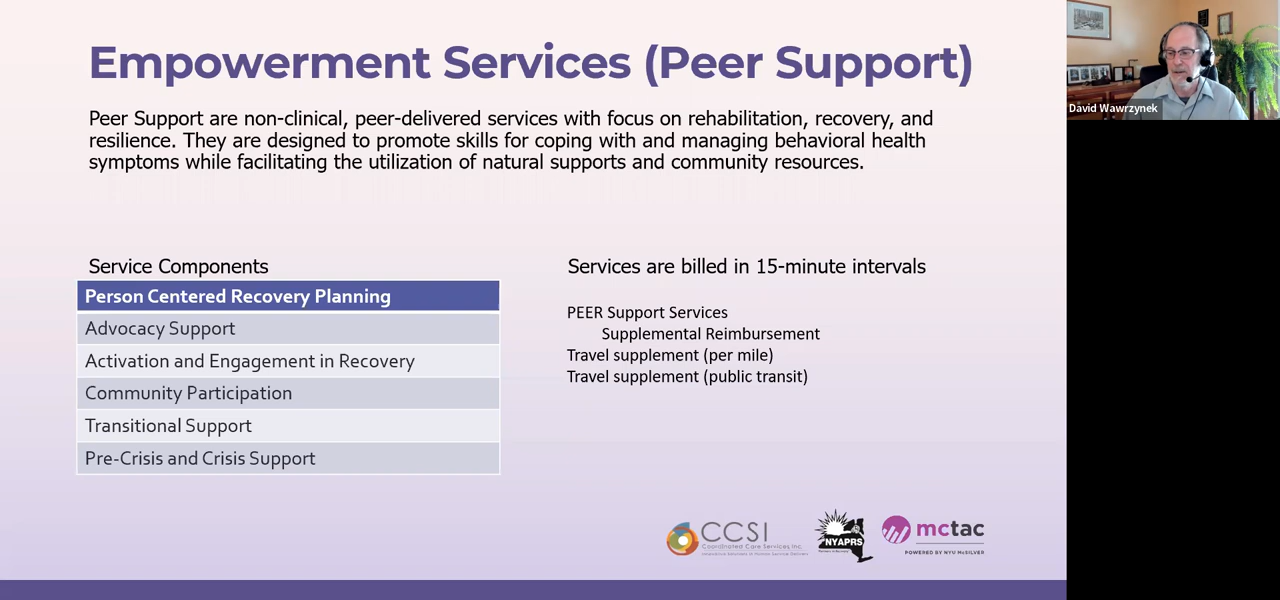 Empowerment Services (Peer Support)
Peer Support are non-clinical, peer-delivered services with focus on rehabilitation, recovery, and
resilience. They are designed to promote skills for coping with and managing behavioral health
symptoms while facilitating the utilization of natural supports and community resources.
Service Components
Person Centered Recovery Planning
Advocacy Support
Activation and Engagement in Recovery
Community Participation
Transitional Support
Pre-Crisis and Crisis Support
Services are billed in 15-minute intervals
PEER Support Services
Supplemental Reimbursement
Travel supplement (per mile)
Travel supplement (public transit)
CCSI
Coordinated Care Services Inc.
NYAPRS
mctac
POWERED BY NYU McSILVER
David Wawrzynek